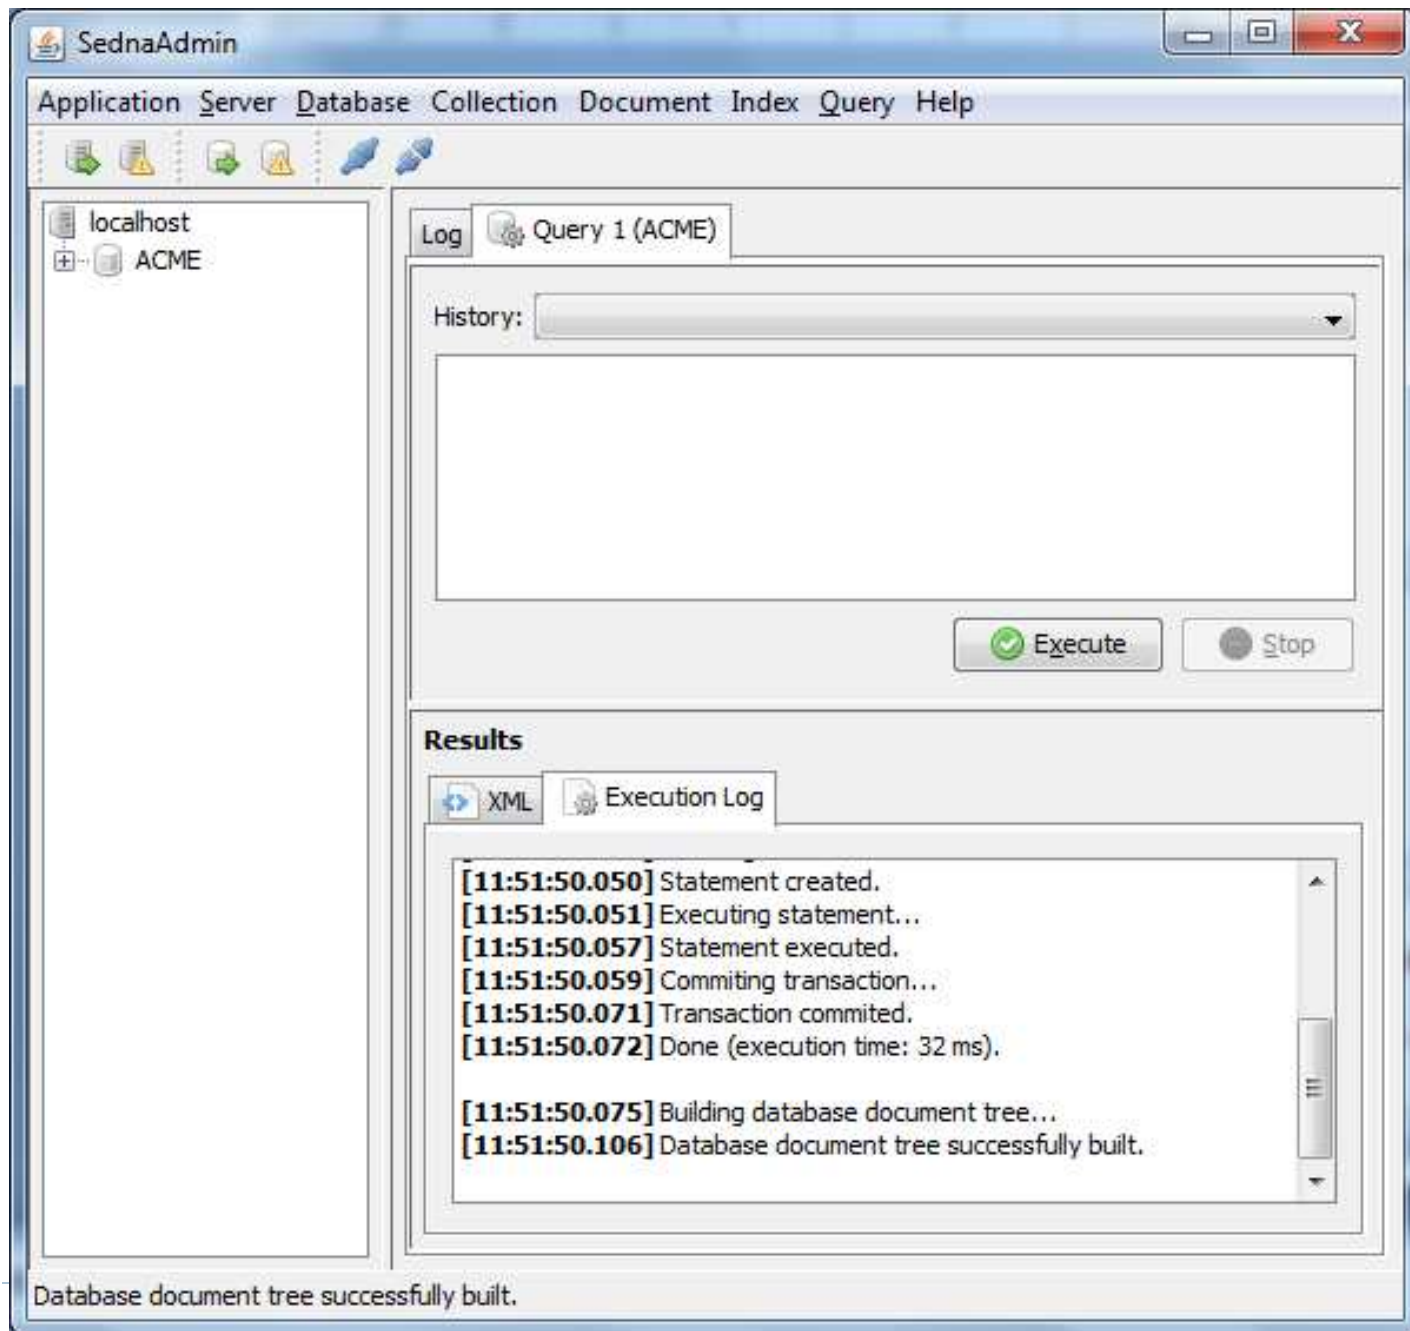 SednaAdmin
Application Server Database Collection Document Index Query Help
localhost
ACME
Log
Query 1 (ACME)
History:
Execute
Stop
Results
XML
Execution Log
[11:51:50.050] Statement created.
[11:51:50.051] Executing statement...
[11:51:50.057] Statement executed.
[11:51:50.059] Commiting transaction...
[11:51:50.071] Transaction commited.
[11:51:50.072] Done (execution time: 32 ms).
[11:51:50.075] Building database document tree...
[11:51:50.106] Database document tree successfully built.
Database document tree successfully built.